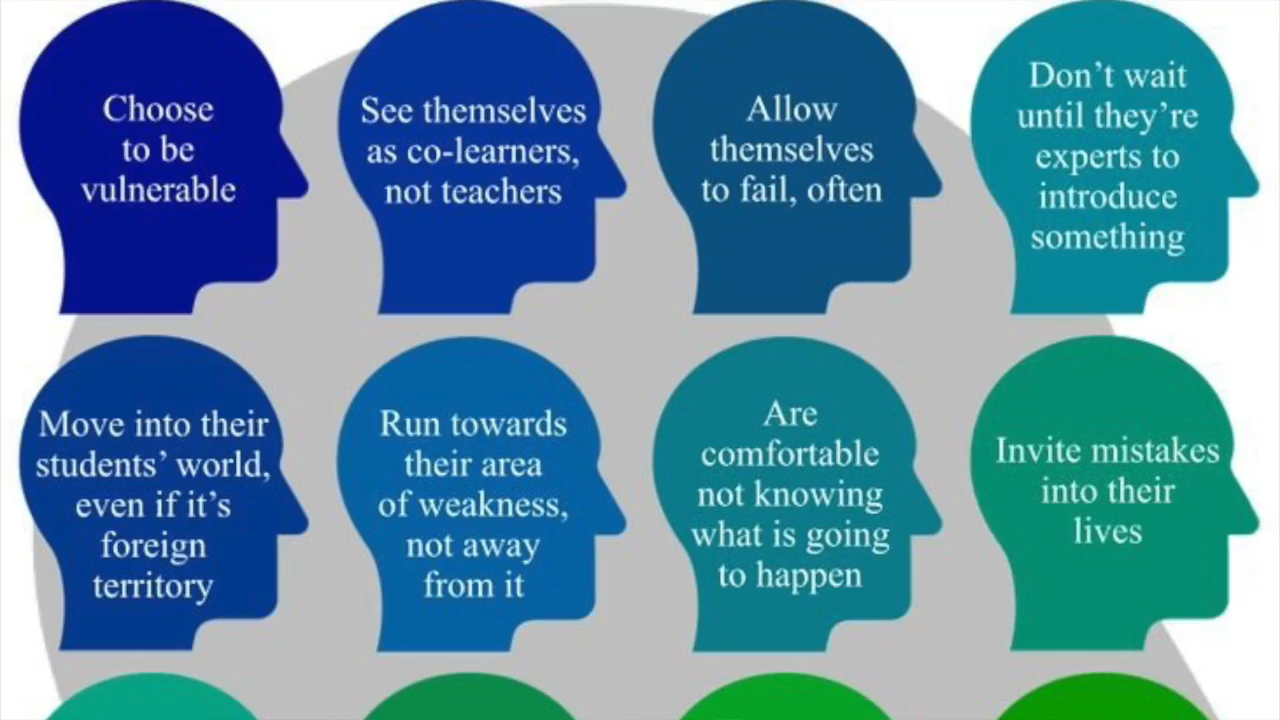 Choose
to be
vulnerable
See themselves
as co-learners,
not teachers
Allow
themselves
to fail, often
Don’t wait
until they’re
experts to
introduce
something
Move into their
students’ world,
even if it’s
foreign
territory
Run towards
their area
of weakness,
not away
from it
Are
comfortable
not knowing
what is going
to happen
Invite mistakes
into their
lives